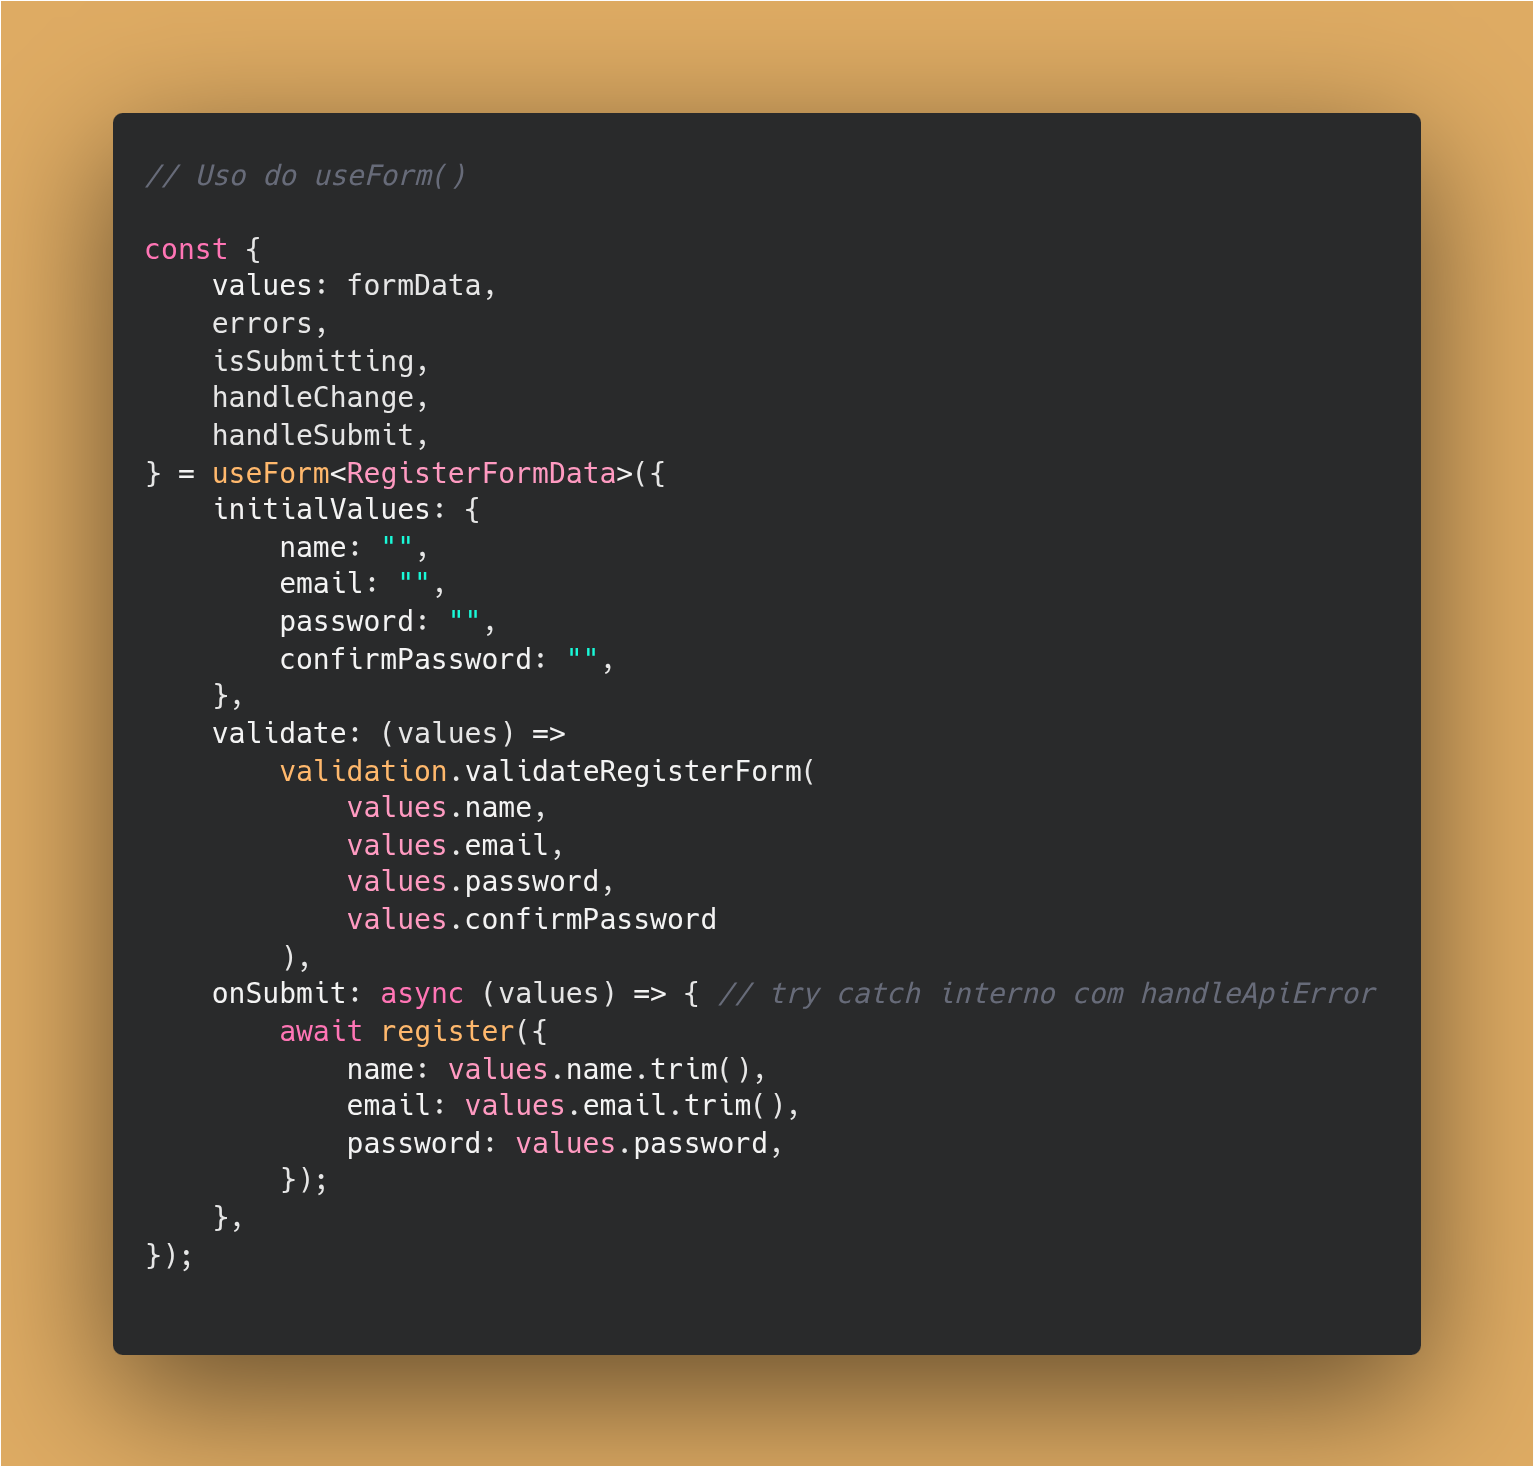 // Uso do useForm()

const {
    values: formData,
    errors,
    isSubmitting,
    handleChange,
    handleSubmit,
} = useForm<RegisterFormData>({
    initialValues: {
        name: "",
        email: "",
        password: "",
        confirmPassword: "",
    },
    validate: (values) =>
        validation.validateRegisterForm(
            values.name,
            values.email,
            values.password,
            values.confirmPassword
        ),
    onSubmit: async (values) => { // try catch interno com handleApiError
        await register({
            name: values.name.trim(),
            email: values.email.trim(),
            password: values.password,
        });
    },
});